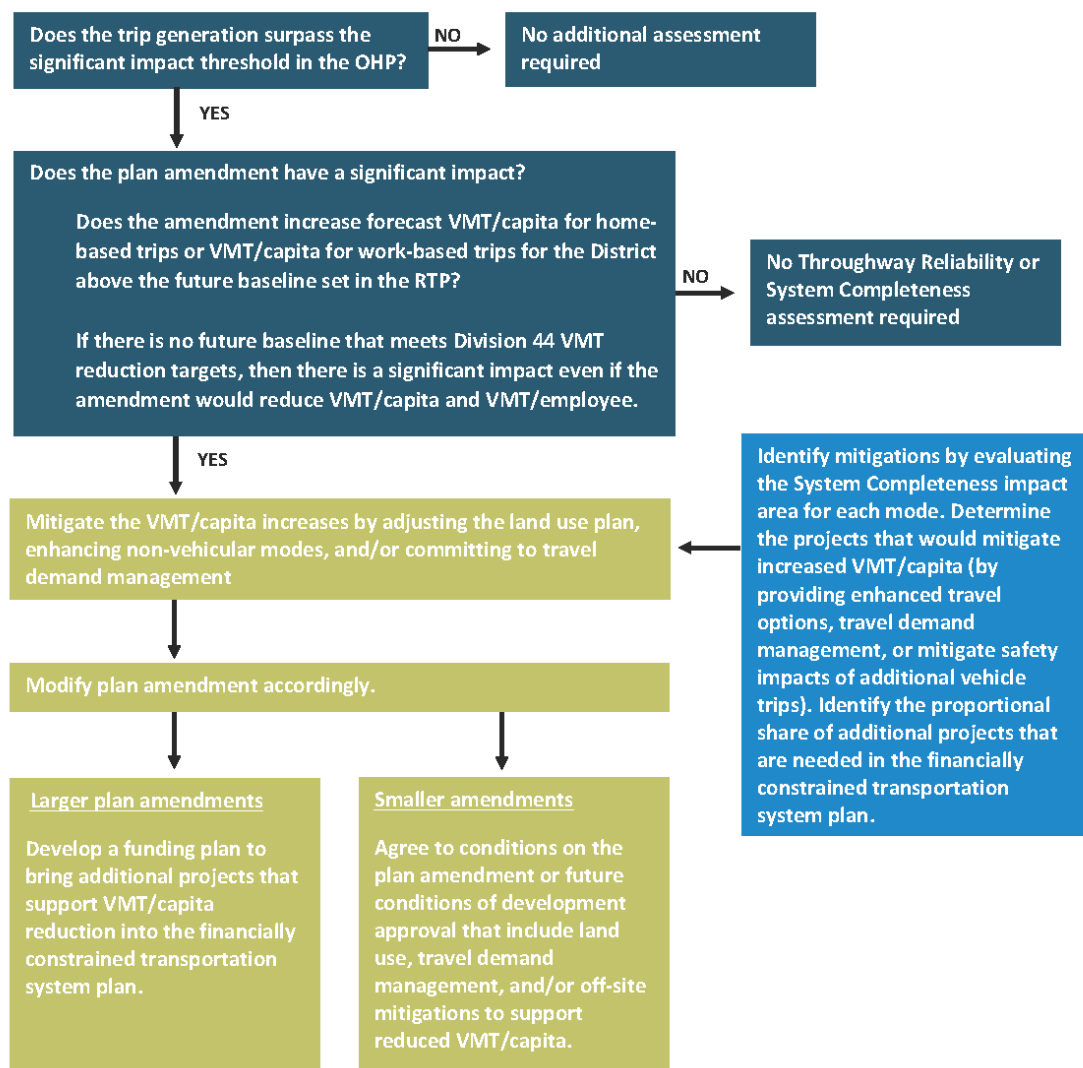 Does the trip generation surpass the
significant impact threshold in the OHP?
NO
No additional assessment
required
YES
Does the plan amendment have a significant impact?
Does the amendment increase forecast VMT/capita for home-
based trips or VMT/capita for work-based trips for the District
above the future baseline set in the RTP?
If there is no future baseline that meets Division 44 VMT
reduction targets, then there is a significant impact even if the
amendment would reduce VMT/capita and VMT/employee.
NO
No Throughway Reliability or
System Completeness
assessment required
YES
Mitigate the VMT/capita increases by adjusting the land use plan,
enhancing non-vehicular modes, and/or committing to travel
demand management
Identify mitigations by evaluating
the System Completeness impact
area for each mode. Determine
the projects that would mitigate
increased VMT/capita (by
providing enhanced travel
options, travel demand
management, or mitigate safety
impacts of additional vehicle
trips). Identify the proportional
share of additional projects that
are needed in the financially
constrained transportation
system plan.
Modify plan amendment accordingly.
Larger plan amendments
Develop a funding plan to
bring additional projects that
support VMT/capita
reduction into the financially
constrained transportation
system plan.
Smaller amendments
Agree to conditions on the
plan amendment or future
conditions of development
approval that include land
use, travel demand
management, and/or off-site
mitigations to support
reduced VMT/capita.